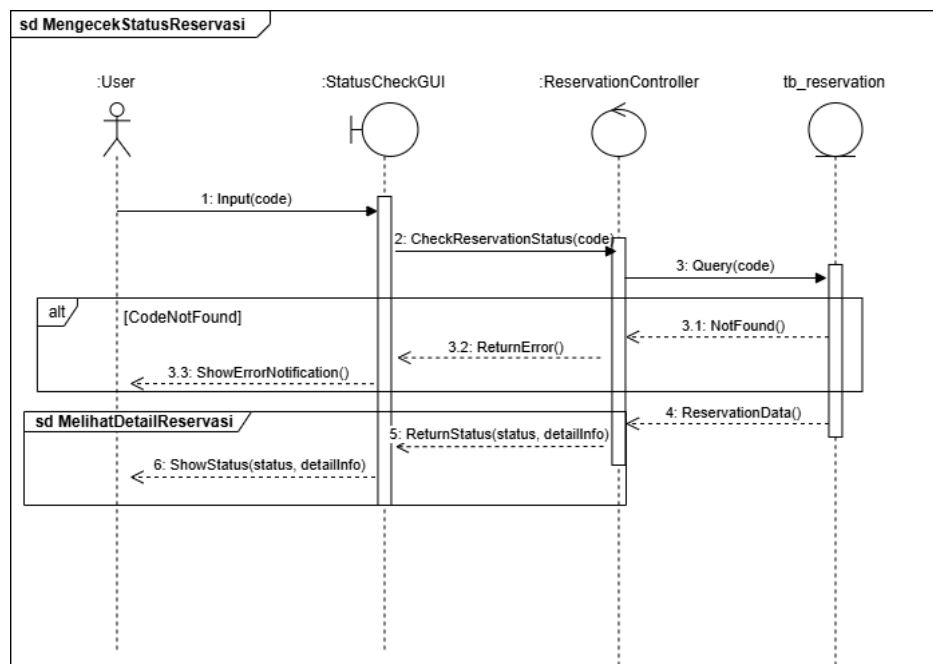 sd MengecekStatusReservasi
:User
:StatusCheckGUI
:ReservationController
tb_reservation
1: Input(code)
2: CheckReservationStatus(code)
3: Query(code)
alt
[CodeNotFound]
3.1: NotFound()
3.2: ReturnError()
3.3: ShowErrorNotification()
sd MelihatDetailReservasi
4: ReservationData()
5: ReturnStatus(status, detailInfo)
6: ShowStatus(status, detailInfo)